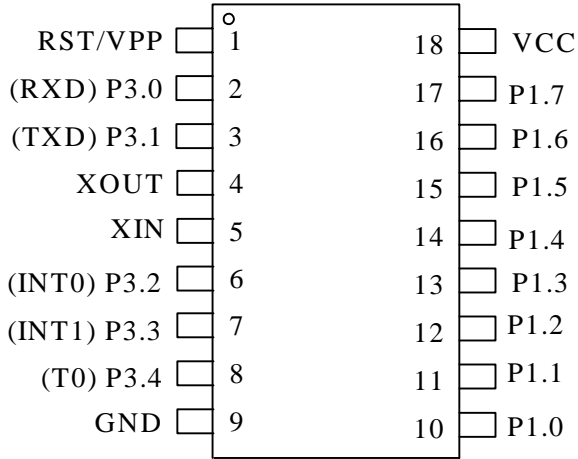 RST/VPP 1 18 VCC
(RXD) P3.0 2 17 P1.7
(TXD) P3.1 3 16 P1.6
XOUT 4 15 P1.5
XIN 5 14 P1.4
(INT0) P3.2 6 13 P1.3
(INT1) P3.3 7 12 P1.2
(T0) P3.4 8 11 P1.1
GND 9 10 P1.0